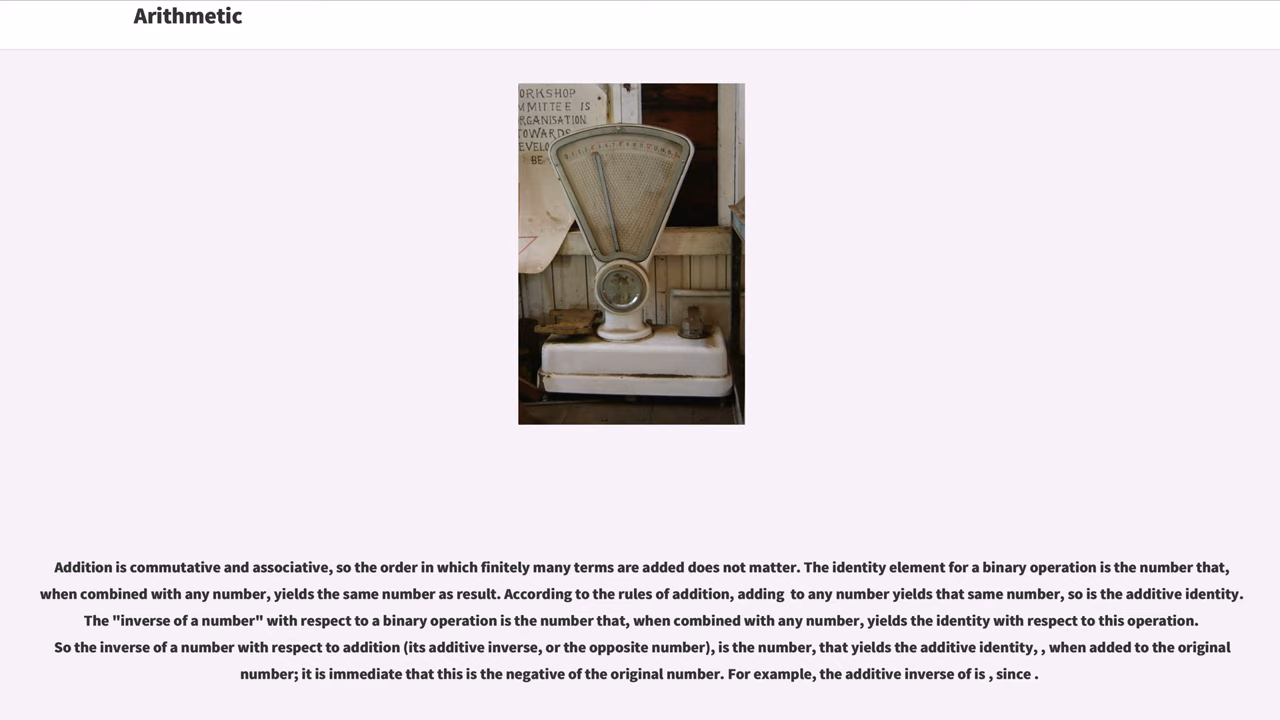 Arithmetic
ORKSHOP
MMITTEE IS
RGANISATION
TOWARDS
EVELO
BE
Addition is commutative and associative, so the order in which finitely many terms are added does not matter. The identity element for a binary operation is the number that,
when combined with any number, yields the same number as result. According to the rules of addition, adding  to any number yields that same number, so is the additive identity.
The "inverse of a number" with respect to a binary operation is the number that, when combined with any number, yields the identity with respect to this operation.
So the inverse of a number with respect to addition (its additive inverse, or the opposite number), is the number, that yields the additive identity, , when added to the original
number; it is immediate that this is the negative of the original number. For example, the additive inverse of is , since .